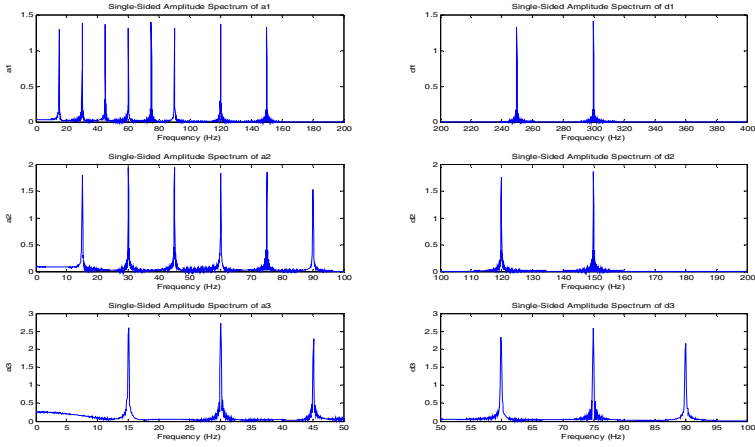 Single-Sided Amplitude Spectrum of a1
1.5
1
0.5
0
a1
0 20 40 60 80 100 120 140 160 180 200
Frequency (Hz)
Single-Sided Amplitude Spectrum of d1
1.5
1
0.5
0
d1
200 220 240 260 280 300 320 340 360 380 400
Frequency (Hz)
Single-Sided Amplitude Spectrum of a2
2
1.5
1
0.5
0
a2
0 10 20 30 40 50 60 70 80 90 100
Frequency (Hz)
Single-Sided Amplitude Spectrum of d2
2
1.5
1
0.5
0
d2
100 110 120 130 140 150 160 170 180 190 200
Frequency (Hz)
Single-Sided Amplitude Spectrum of a3
3
2.5
2
1.5
1
0.5
0
a3
0 5 10 15 20 25 30 35 40 45 50
Frequency (Hz)
Single-Sided Amplitude Spectrum of d3
3
2.5
2
1.5
1
0.5
0
d3
50 55 60 65 70 75 80 85 90 95 100
Frequency (Hz)